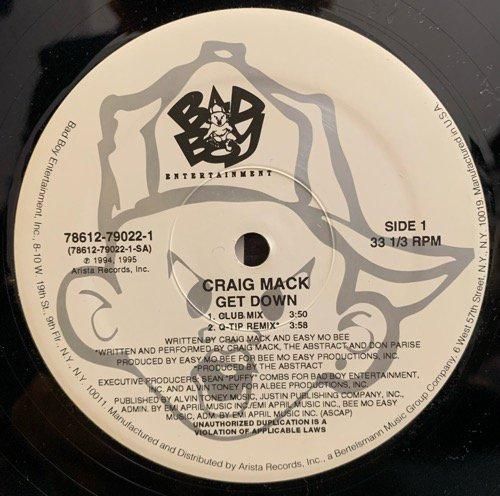 BAD
BOY
ENTERTAINMENT
78612-79022-1
(78612-79022-1-SA)
℗ 1994, 1995
Arista Records, Inc.
SIDE 1
33 1/3 RPM
CRAIG MACK
GET DOWN
1. CLUB MIX 3:50
2. Q-TIP REMIX* 3:58
WRITTEN BY CRAIG MACK AND EASY MO BEE
*WRITTEN AND PERFORMED BY CRAIG MACK, THE ABSTRACT AND DON PARISE
PRODUCED BY EASY MO BEE FOR BEE MO EASY PRODUCTIONS, INC.
*PRODUCED BY THE ABSTRACT
EXECUTIVE PRODUCERS: SEAN "PUFFY" COMBS FOR BAD BOY ENTERTAINMENT,
INC. AND ALVIN TONEY FOR ALBEE PRODUCTIONS, INC.
PUBLISHED BY ALVIN TONEY MUSIC, JUSTIN PUBLISHING COMPANY, INC.,
ADMIN. BY EMI APRIL MUSIC INC./EMI APRIL MUSIC INC., BEE MO EASY
MUSIC, ADM. BY EMI APRIL MUSIC INC. (ASCAP)
UNAUTHORIZED DUPLICATION IS A
VIOLATION OF APPLICABLE LAWS
Bad Boy Entertainment, Inc., 8-10 W. 19th St., 9th Flr., N.Y., N.Y. 10011 Manufactured and Distributed by Arista Records, Inc., a Bertelsmann Music Group Company, 6 West 57th Street, N.Y., N.Y. 10019 Manufactured in U.S.A.